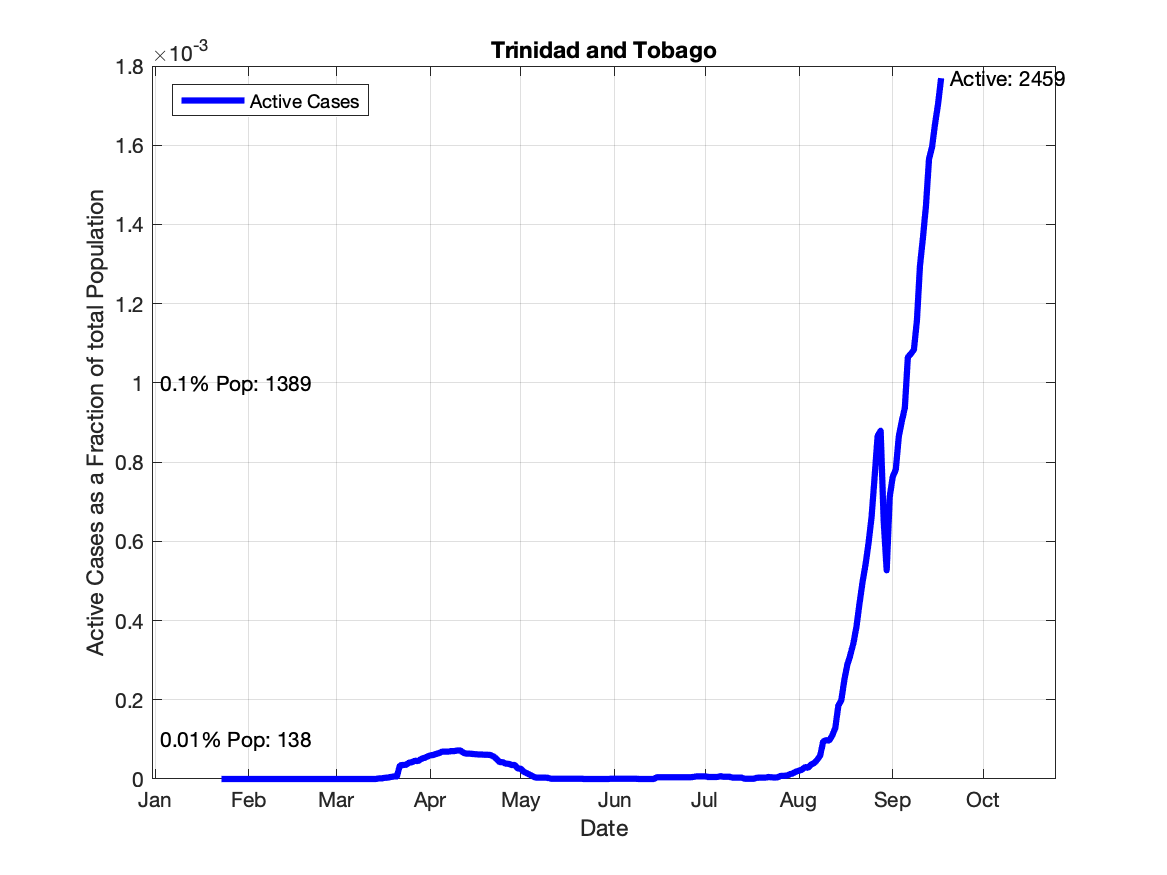 Trinidad and Tobago
×10-3
1.8
1.6
1.4
1.2
1
0.8
0.6
0.4
0.2
0
Active Cases as a Fraction of total Population
Active Cases
Active: 2459
0.1% Pop: 1389
0.01% Pop: 138
Jan Feb Mar Apr May Jun Jul Aug Sep Oct
Date